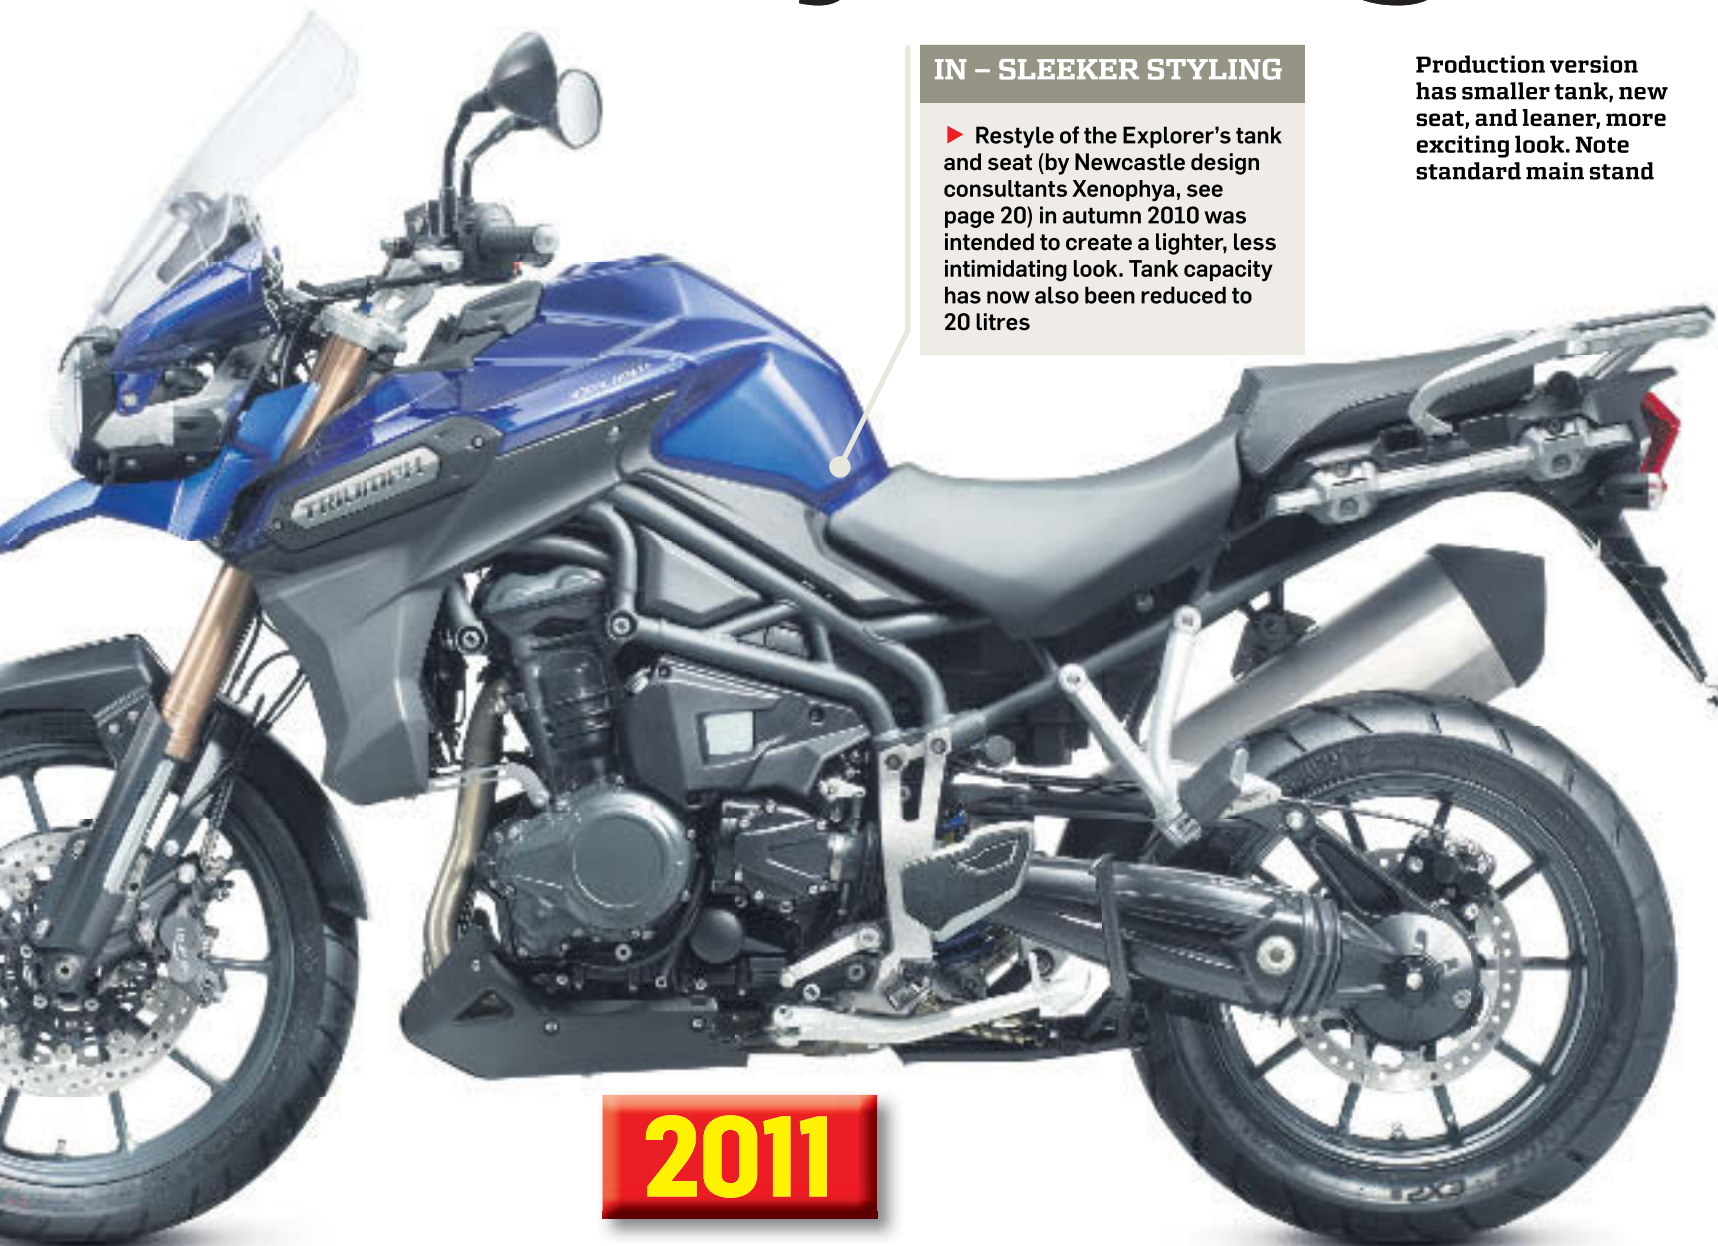 IN – SLEEKER STYLING
► Restyle of the Explorer’s tank
and seat (by Newcastle design
consultants Xenophya, see
page 20) in autumn 2010 was
intended to create a lighter, less
intimidating look. Tank capacity
has now also been reduced to
20 litres
Production version
has smaller tank, new
seat, and leaner, more
exciting look. Note
standard main stand
TRIUMPH
2011